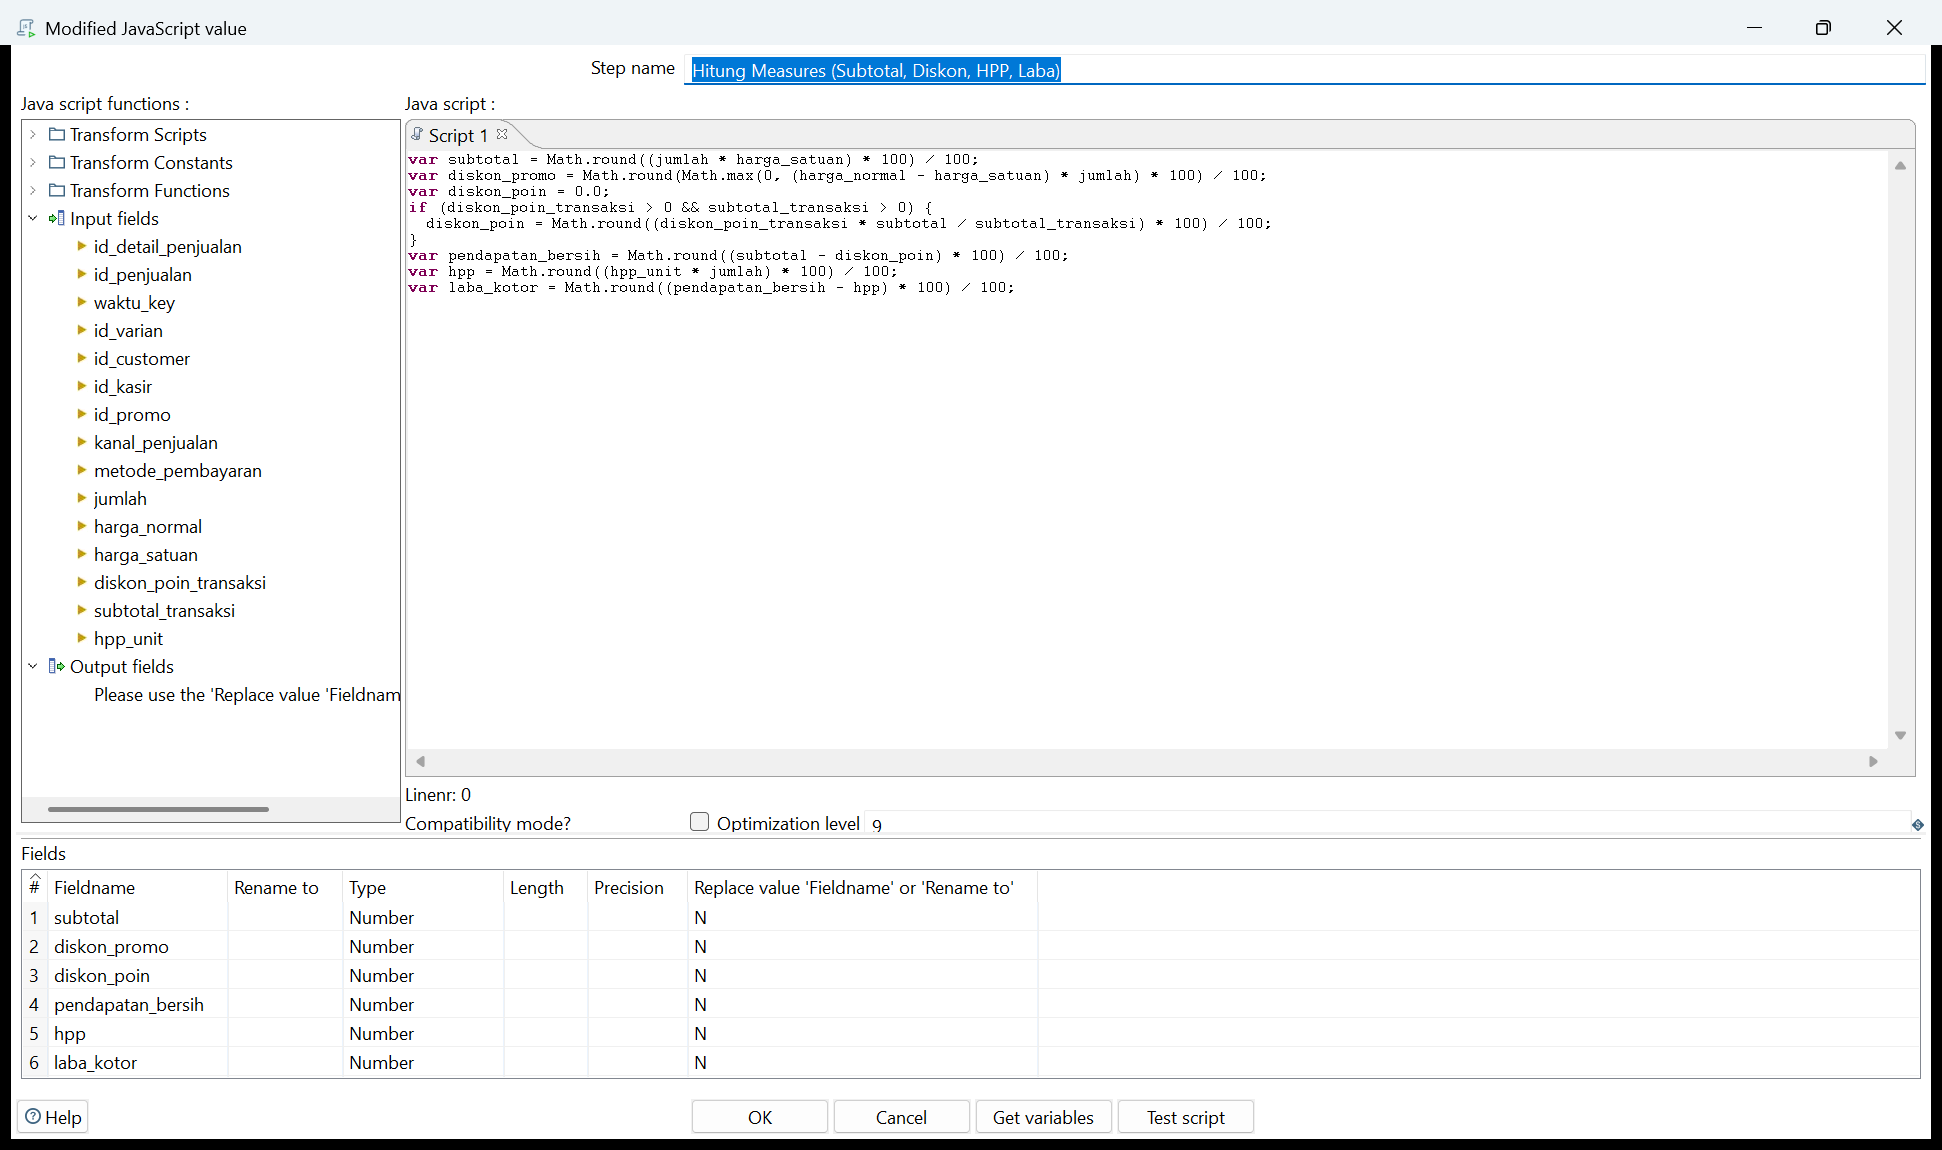 Modified JavaScript value
Step name Hitung Measures (Subtotal, Diskon, HPP, Laba)
Java script functions :
Transform Scripts
Transform Constants
Transform Functions
Input fields
id_detail_penjualan
id_penjualan
waktu_key
id_varian
id_customer
id_kasir
id_promo
kanal_penjualan
metode_pembayaran
jumlah
harga_normal
harga_satuan
diskon_poin_transaksi
subtotal_transaksi
hpp_unit
Output fields
Please use the 'Replace value 'Fieldnam
Java script :
Script 1
var subtotal = Math.round((jumlah * harga_satuan) * 100) / 100;
var diskon_promo = Math.round(Math.max(0, (harga_normal - harga_satuan) * jumlah) * 100) / 100;
var diskon_poin = 0.0;
if (diskon_poin_transaksi > 0 && subtotal_transaksi > 0) {
  diskon_poin = Math.round((diskon_poin_transaksi * subtotal / subtotal_transaksi) * 100) / 100;
}
var pendapatan_bersih = Math.round((subtotal - diskon_poin) * 100) / 100;
var hpp = Math.round((hpp_unit * jumlah) * 100) / 100;
var laba_kotor = Math.round((pendapatan_bersih - hpp) * 100) / 100;
Linenr: 0
Compatibility mode? Optimization level 9
Fields
# Fieldname Rename to Type Length Precision Replace value 'Fieldname' or 'Rename to'
1 subtotal Number N
2 diskon_promo Number N
3 diskon_poin Number N
4 pendapatan_bersih Number N
5 hpp Number N
6 laba_kotor Number N
Help OK Cancel Get variables Test script